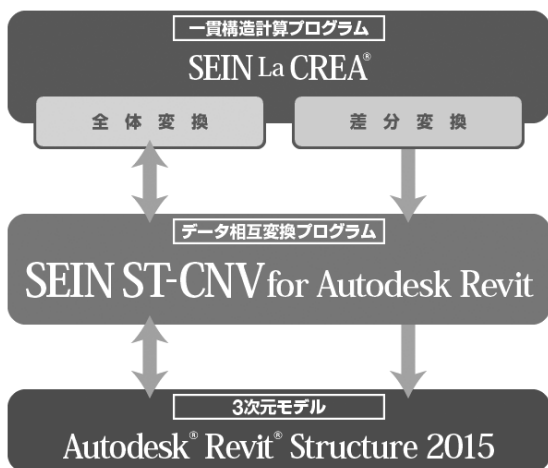 一貫構造計算プログラム
SEIN La CREA®
全体変換
差分変換
データ相互変換プログラム
SEIN ST-CNV for Autodesk Revit
3次元モデル
Autodesk® Revit® Structure 2015